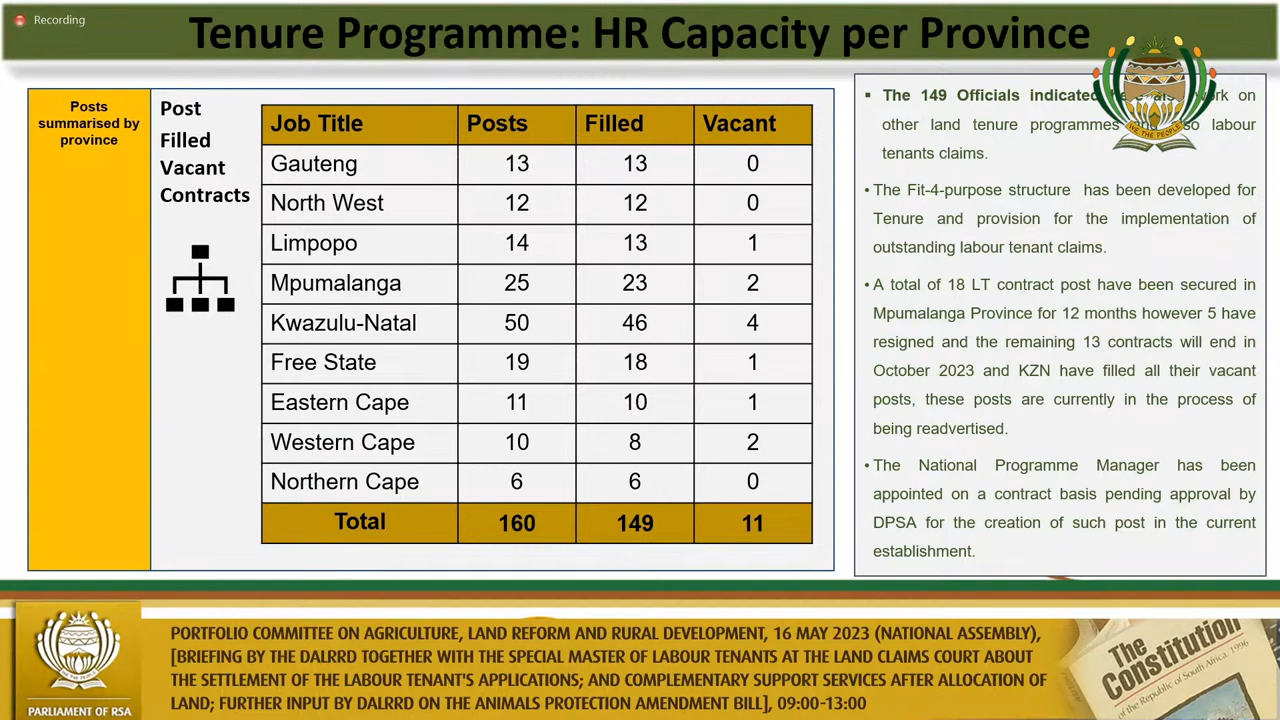 Recording
Tenure Programme: HR Capacity per Province
Posts
summarised by
province
Post
Filled
Vacant
Contracts
Job Title Posts Filled Vacant
Gauteng 13 13 0
North West 12 12 0
Limpopo 14 13 1
Mpumalanga 25 23 2
Kwazulu-Natal 50 46 4
Free State 19 18 1
Eastern Cape 11 10 1
Western Cape 10 8 2
Northern Cape 6 6 0
Total 160 149 11
▪ The 149 Officials indicated on
other land tenure programmes labour
tenants claims.
• The Fit-4-purpose structure has been developed for
Tenure and provision for the implementation of
outstanding labour tenant claims.
• A total of 18 LT contract post have been secured in
Mpumalanga Province for 12 months however 5 have
resigned and the remaining 13 contracts will end in
October 2023 and KZN have filled all their vacant
posts, these posts are currently in the process of
being readvertised.
• The National Programme Manager has been
appointed on a contract basis pending approval by
DPSA for the creation of such post in the current
establishment.
WE THE PEOPLE
PORTFOLIO COMMITTEE ON AGRICULTURE, LAND REFORM AND RURAL DEVELOPMENT, 16 MAY 2023 (NATIONAL ASSEMBLY),
[BRIEFING BY THE DALRRD TOGETHER WITH THE SPECIAL MASTER OF LABOUR TENANTS AT THE LAND CLAIMS COURT ABOUT
THE SETTLEMENT OF THE LABOUR TENANT'S APPLICATIONS; AND COMPLEMENTARY SUPPORT SERVICES AFTER ALLOCATION OF
LAND; FURTHER INPUT BY DALRRD ON THE ANIMALS PROTECTION AMENDMENT BILL], 09:00-13:00
PARLIAMENT OF RSA
The
Constitution
of the Republic of South Africa, 1996